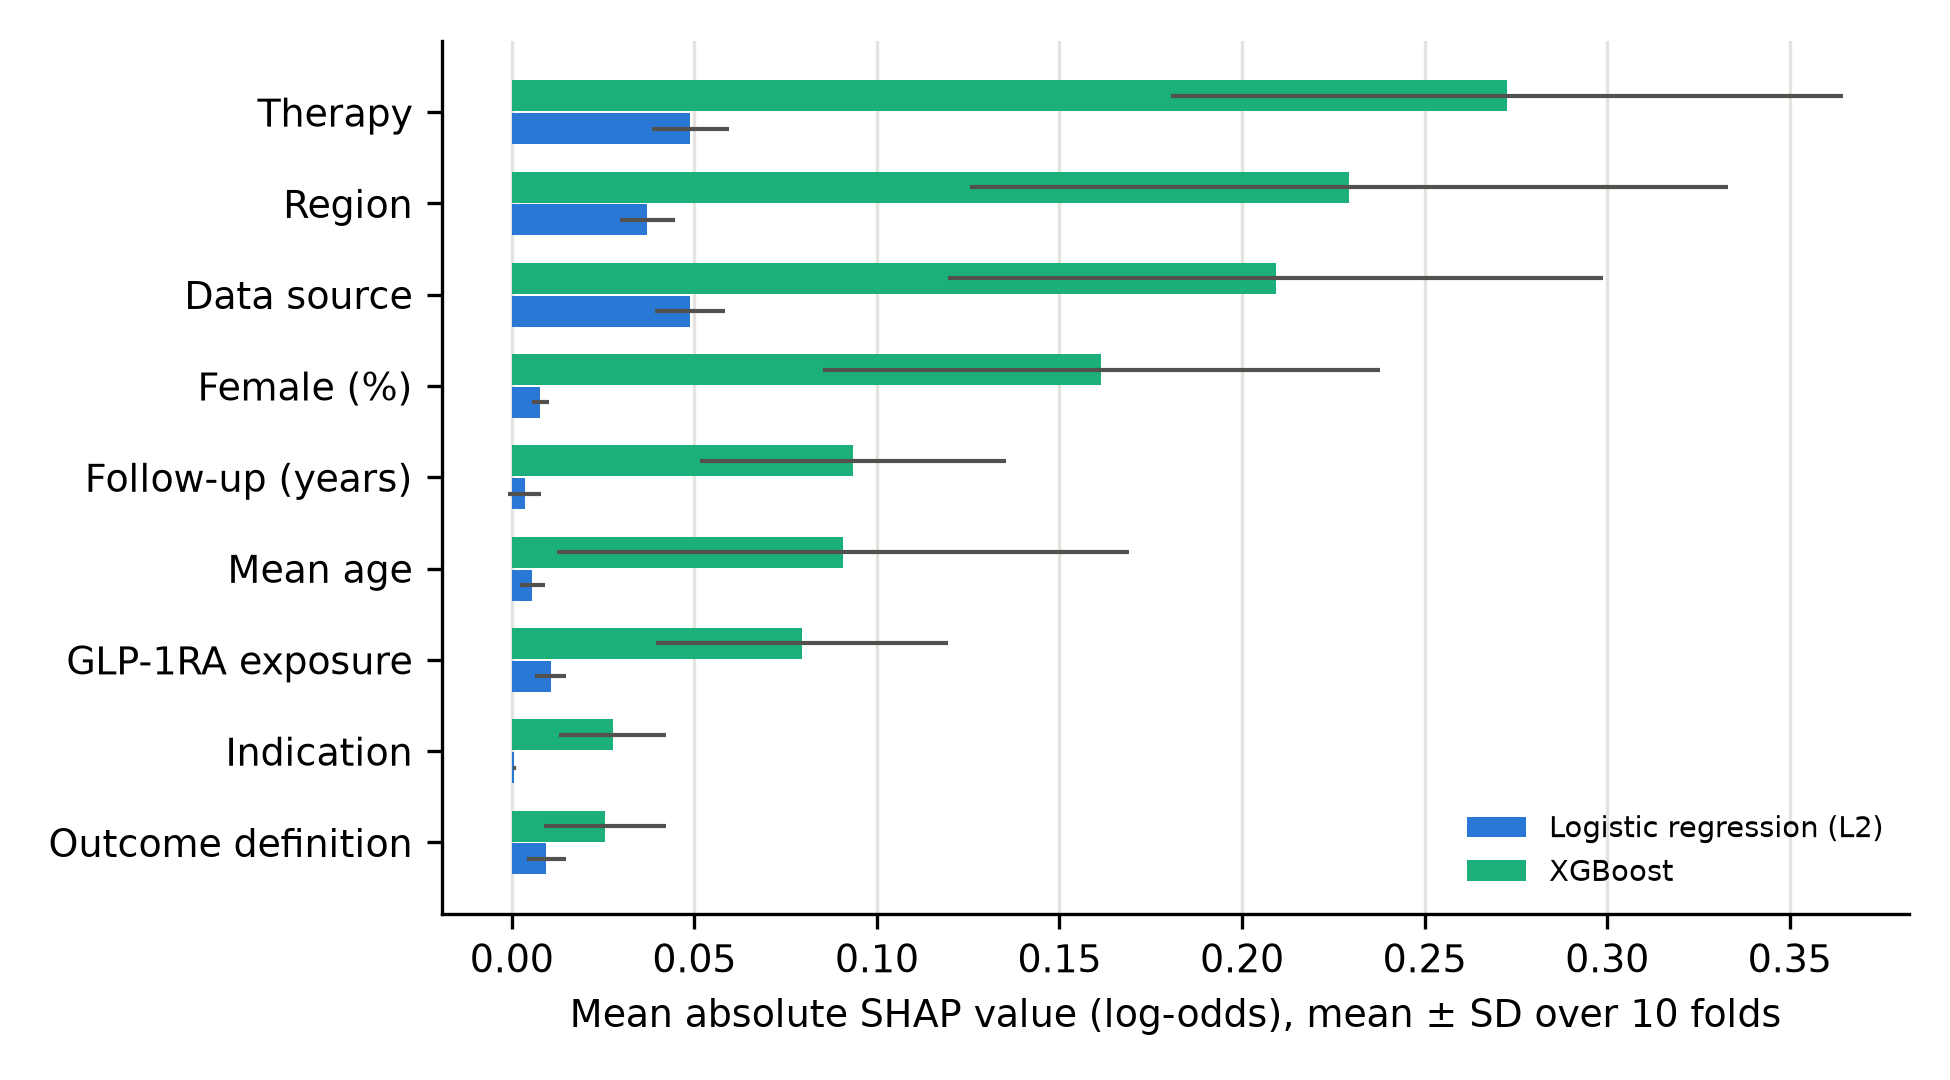 Therapy
Region
Data source
Female (%)
Follow-up (years)
Mean age
GLP-1RA exposure
Indication
Outcome definition
Logistic regression (L2)
XGBoost
0.00 0.05 0.10 0.15 0.20 0.25 0.30 0.35
Mean absolute SHAP value (log-odds), mean ± SD over 10 folds